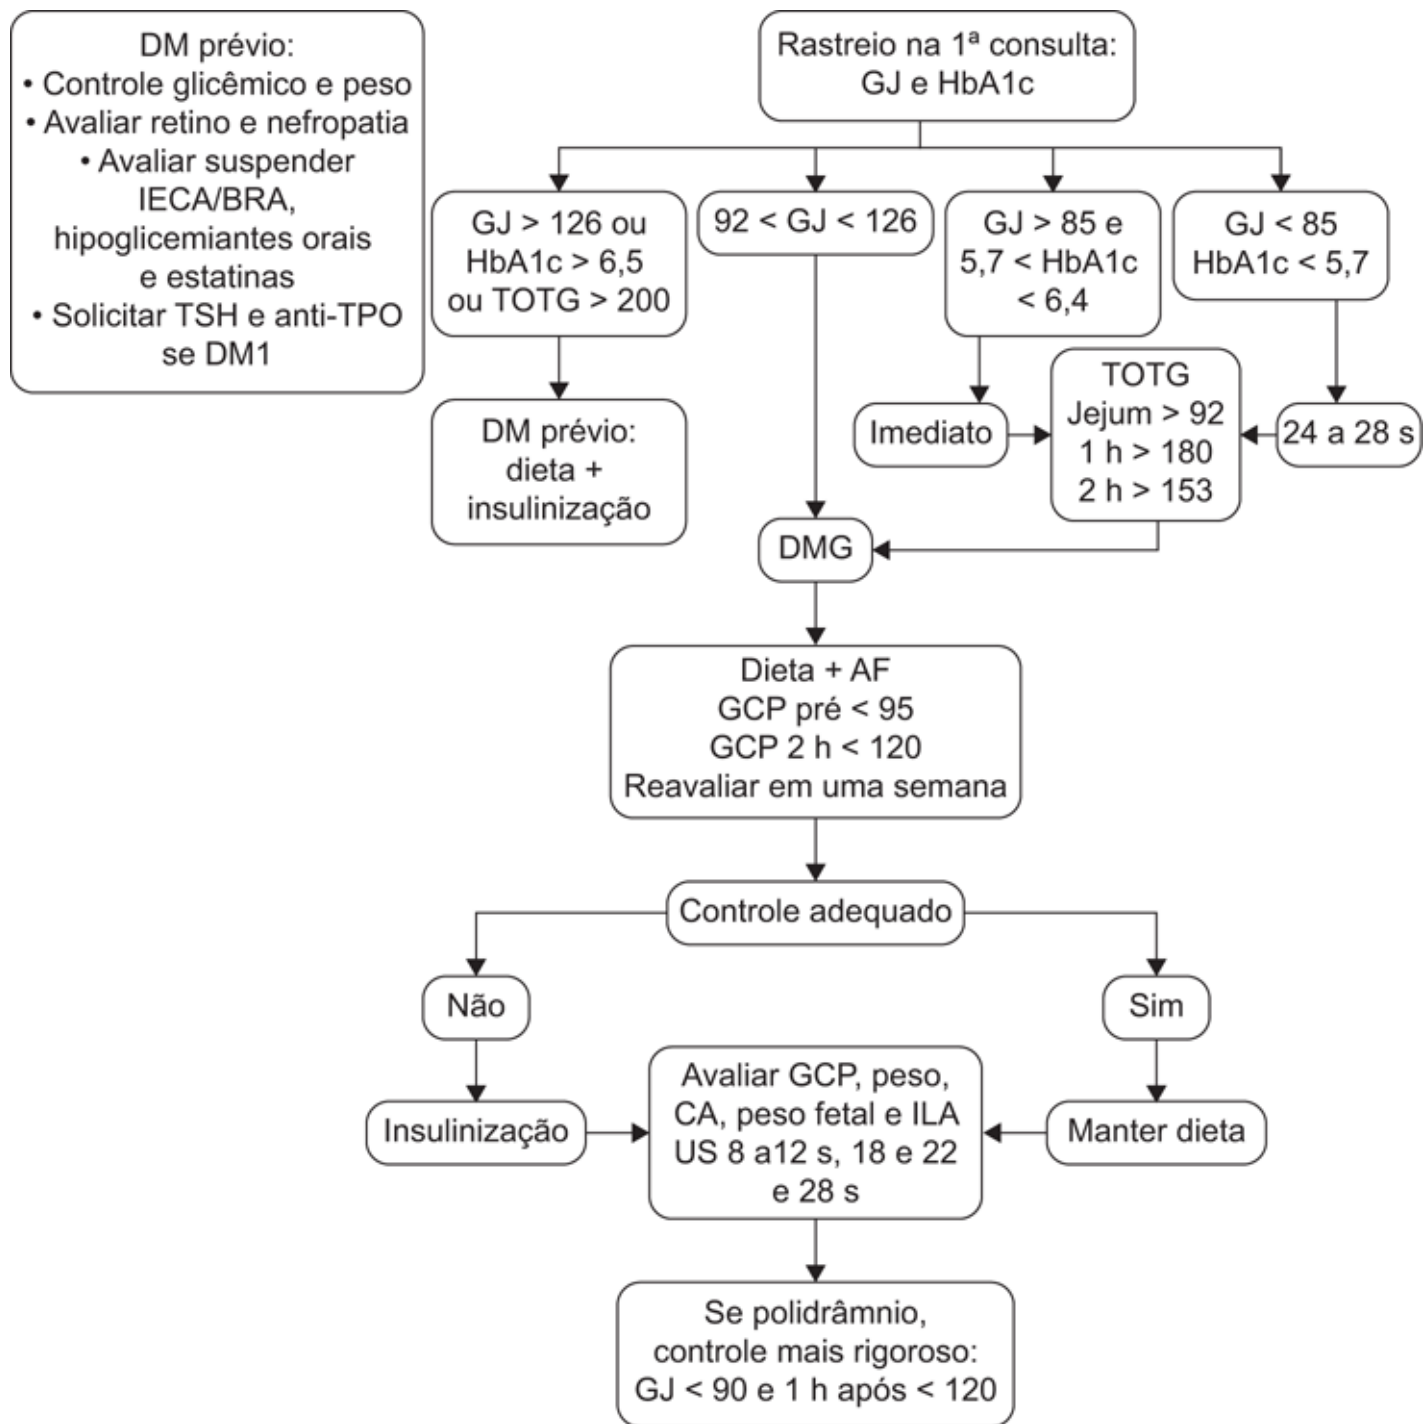 DM prévio:
• Controle glicêmico e peso
• Avaliar retino e nefropatia
• Avaliar suspender
IECA/BRA,
hipoglicemiantes orais
e estatinas
• Solicitar TSH e anti-TPO
se DM1
Rastreio na 1ª consulta:
GJ e HbA1c
GJ > 126 ou
HbA1c > 6,5
ou TOTG > 200
92 < GJ < 126
GJ > 85 e
5,7 < HbA1c
< 6,4
GJ < 85
HbA1c < 5,7
DM prévio:
dieta +
insulinização
Imediato
TOTG
Jejum > 92
1 h > 180
2 h > 153
24 a 28 s
DMG
Dieta + AF
GCP pré < 95
GCP 2 h < 120
Reavaliar em uma semana
Controle adequado
Não
Sim
Insulinização
Avaliar GCP, peso,
CA, peso fetal e ILA
US 8 a12 s, 18 e 22
e 28 s
Manter dieta
Se polidrâmnio,
controle mais rigoroso:
GJ < 90 e 1 h após < 120